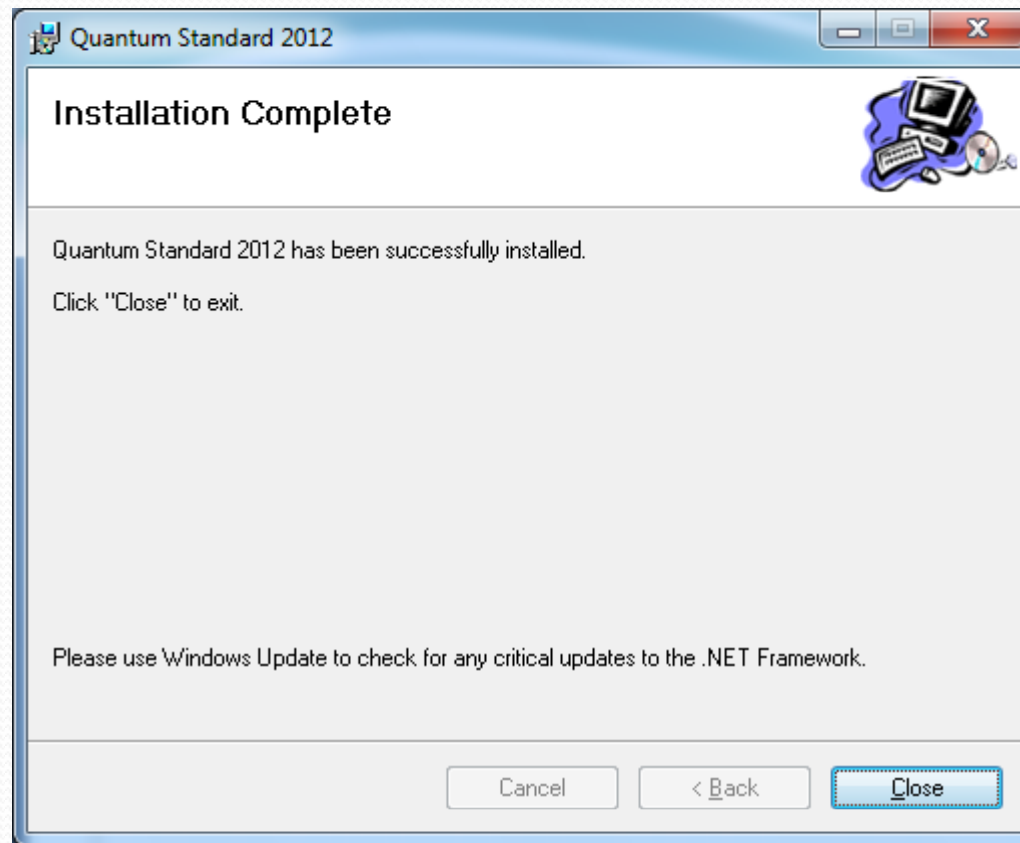 Quantum Standard 2012
Installation Complete
Quantum Standard 2012 has been successfully installed.
Click "Close" to exit.
Please use Windows Update to check for any critical updates to the .NET Framework.
Cancel
< Back
Close